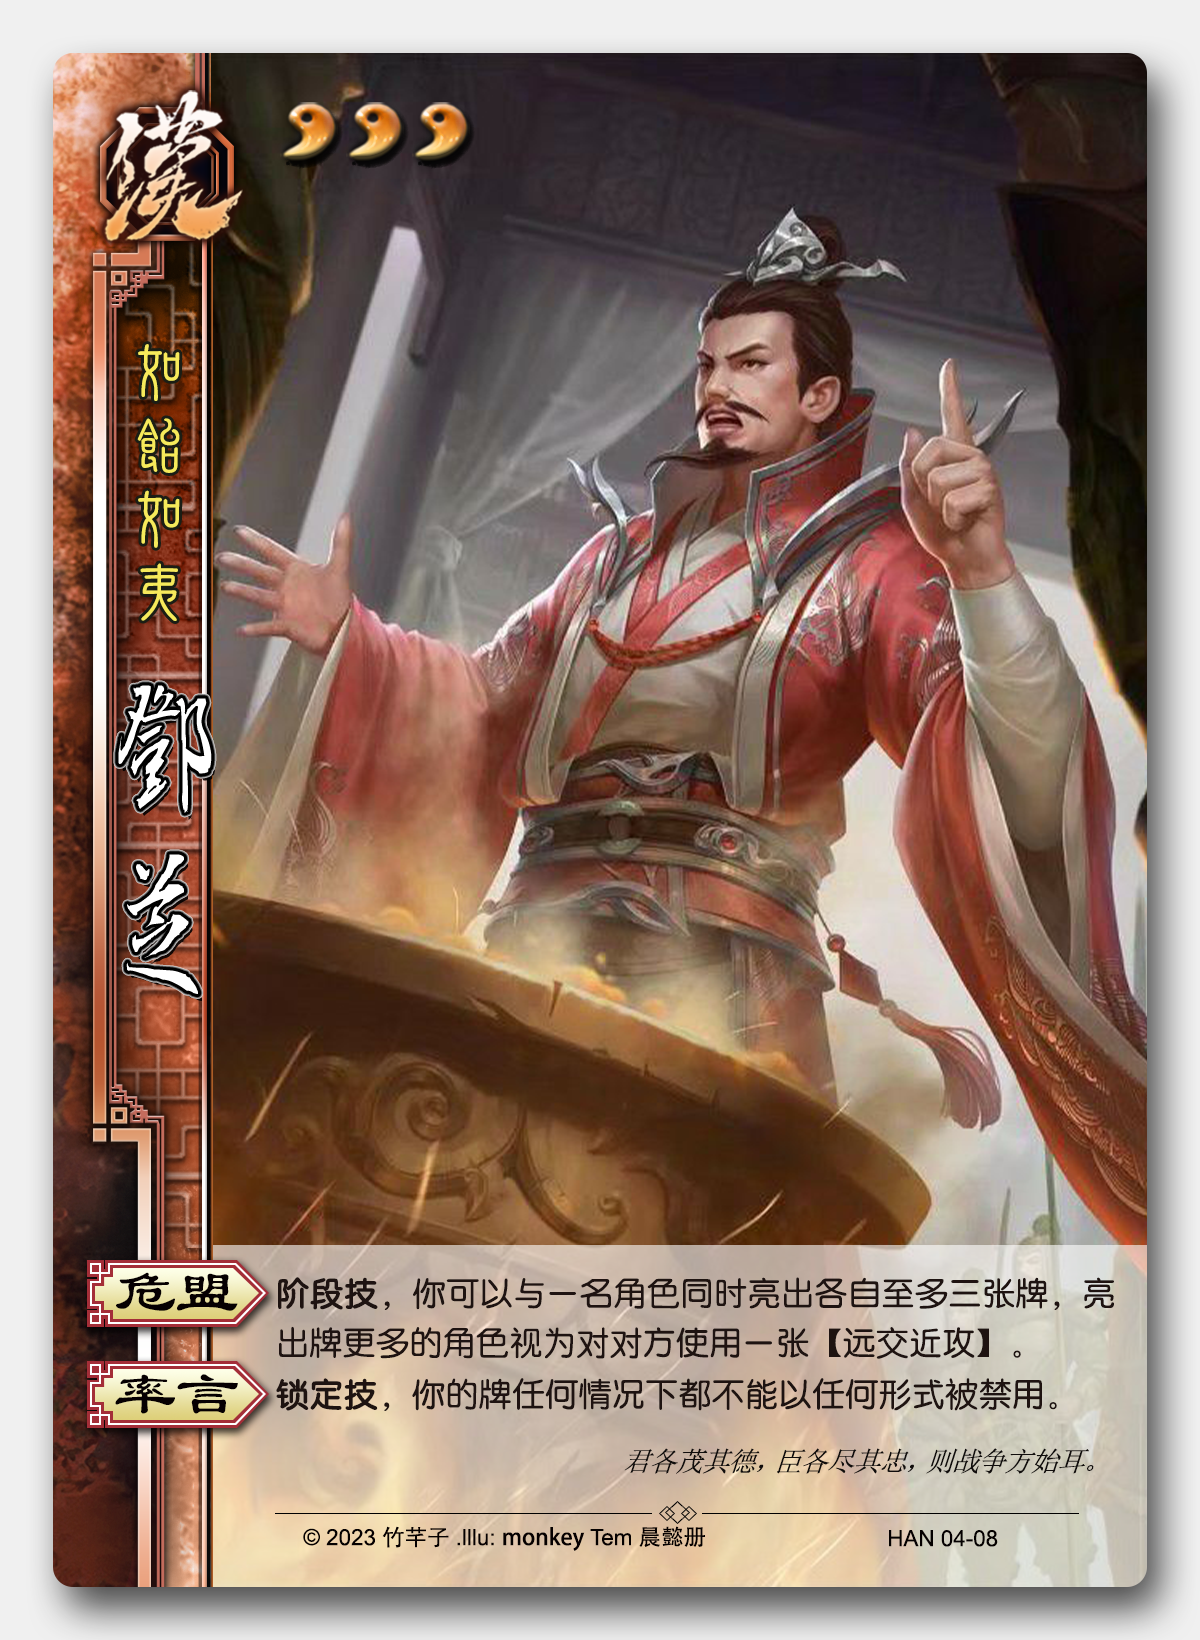 漢
如飴如夷
鄧芝
危盟
阶段技，你可以与一名角色同时亮出各自至多三张牌，亮
出牌更多的角色视为对对方使用一张【远交近攻】。
率言
锁定技，你的牌任何情况下都不能以任何形式被禁用。
君各茂其德，臣各尽其忠，则战争方始耳。
© 2023 竹芊子 .Illu: monkey Tem 晨懿册
HAN 04-08